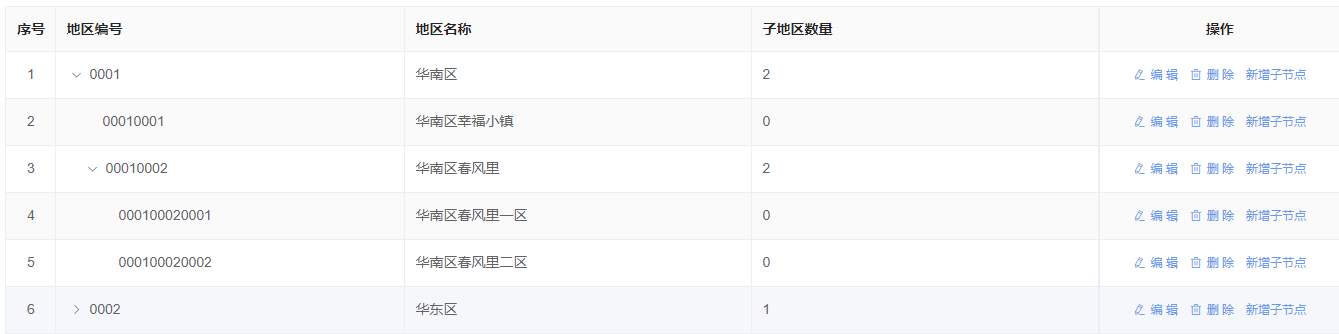 序号 地区编号 地区名称 子地区数量 操作
1 0001 华南区 2 编辑 删除 新增子节点
2 00010001 华南区幸福小镇 0 编辑 删除 新增子节点
3 00010002 华南区春风里 2 编辑 删除 新增子节点
4 000100020001 华南区春风里一区 0 编辑 删除 新增子节点
5 000100020002 华南区春风里二区 0 编辑 删除 新增子节点
6 0002 华东区 1 编辑 删除 新增子节点